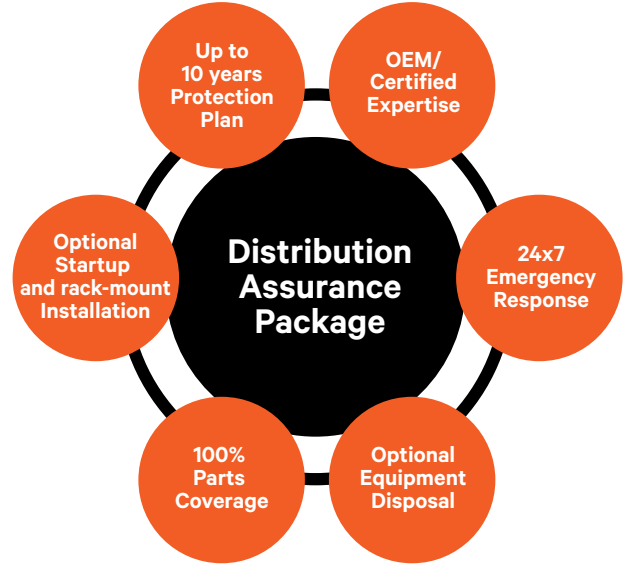 Up to
10 years
Protection
Plan
OEM/
Certified
Expertise
Optional
Startup
and rack-mount
Installation
Distribution
Assurance
Package
24x7
Emergency
Response
100%
Parts
Coverage
Optional
Equipment
Disposal